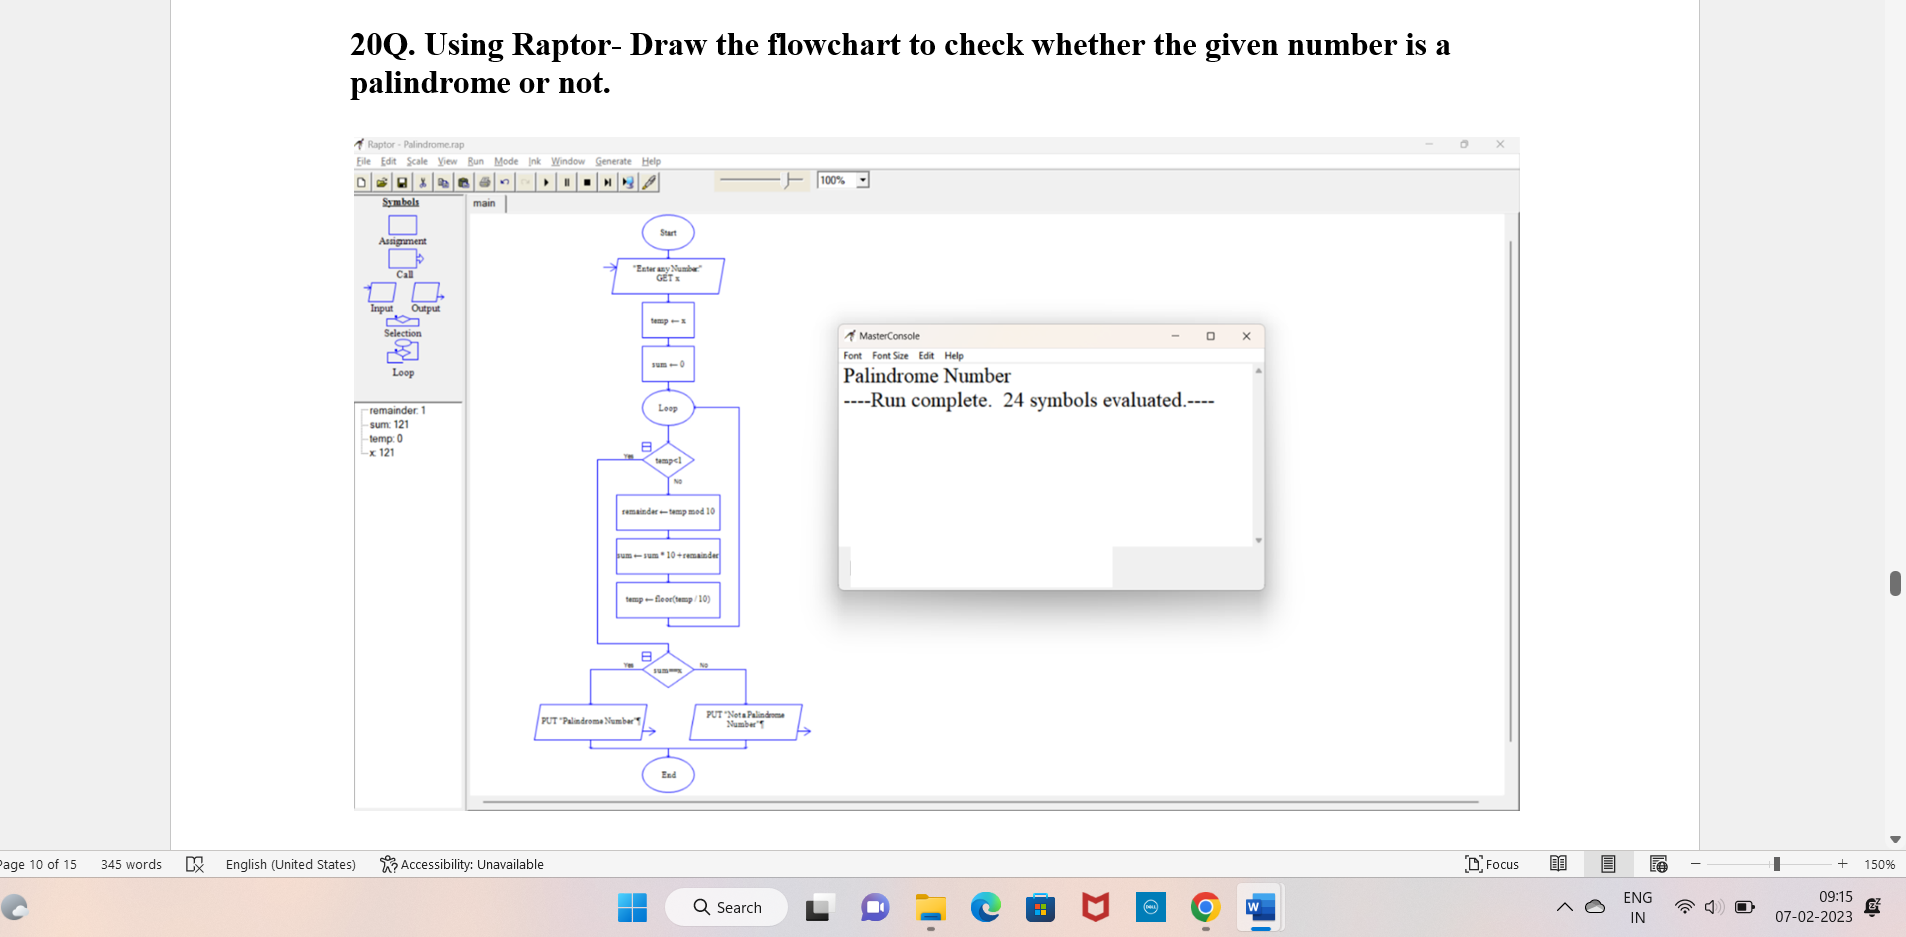 20Q. Using Raptor- Draw the flowchart to check whether the given number is a
palindrome or not.
Raptor - Palindrome.rap
File Edit Scale View Run Mode Ink Window Generate Help
100%
Symbols
main
Assignment
Call
Input Output
Selection
Loop
remainder: 1
sum: 121
temp: 0
x: 121
Start
"Enter any Number:"
GET x
temp ← x
sum ← 0
Loop
Yes
temp<1
No
remainder ← temp mod 10
sum ← sum * 10 + remainder
temp ← floor(temp / 10)
Yes
sum==x
No
PUT "Palindrome Number"¶
PUT "Not a Palindrome
Number"¶
End
MasterConsole
Font Font Size Edit Help
Palindrome Number
----Run complete. 24 symbols evaluated.----
Page 10 of 15 345 words English (United States) Accessibility: Unavailable Focus 150%
Search
ENG
IN
09:15
07-02-2023